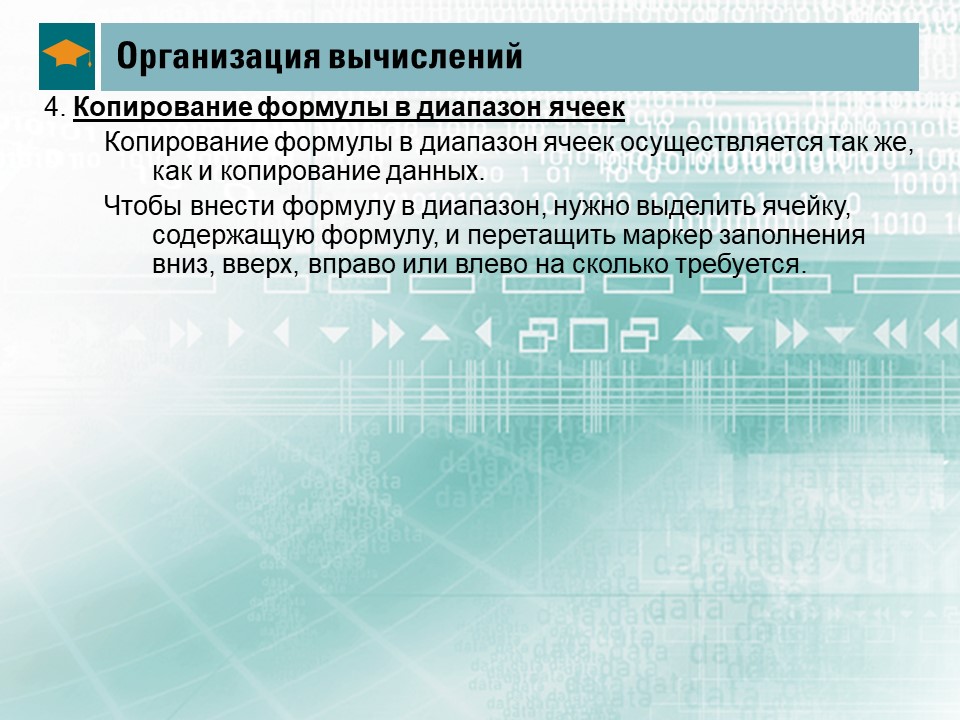 Организация вычислений
4. Копирование формулы в диапазон ячеек
Копирование формулы в диапазон ячеек осуществляется так же,
как и копирование данных.
Чтобы внести формулу в диапазон, нужно выделить ячейку,
содержащую формулу, и перетащить маркер заполнения
вниз, вверх, вправо или влево на сколько требуется.